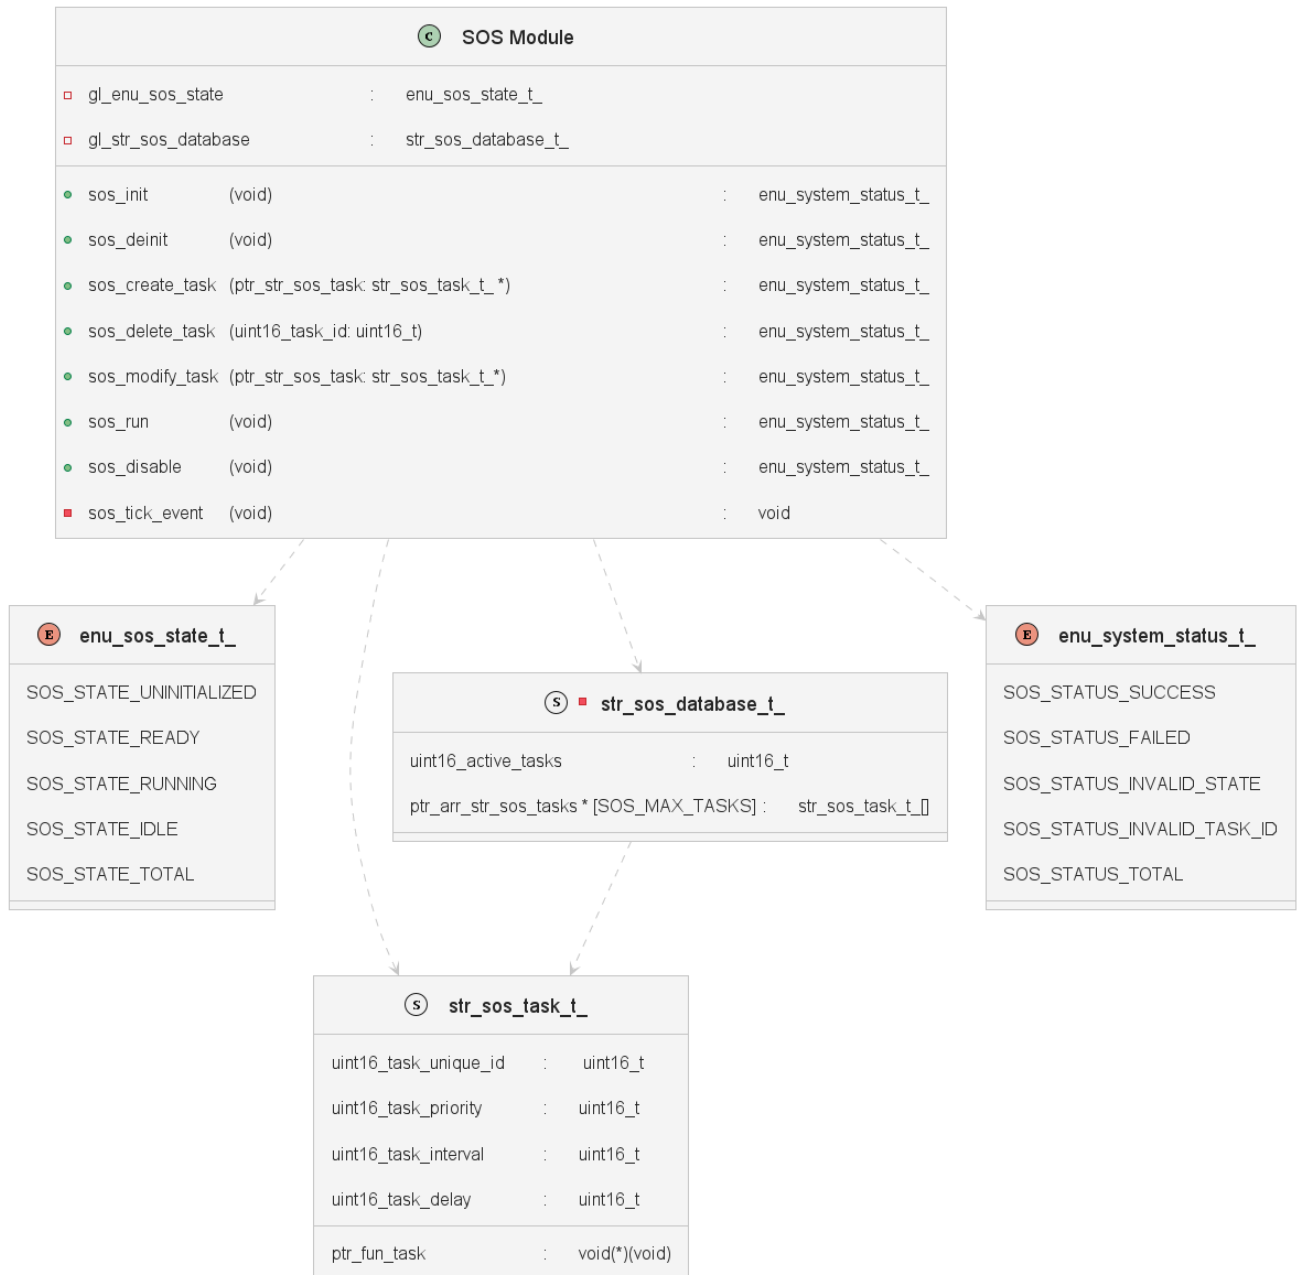 C SOS Module
gl_enu_sos_state : enu_sos_state_t_
gl_str_sos_database : str_sos_database_t_
sos_init (void) : enu_system_status_t_
sos_deinit (void) : enu_system_status_t_
sos_create_task (ptr_str_sos_task: str_sos_task_t_ *) : enu_system_status_t_
sos_delete_task (uint16_task_id: uint16_t) : enu_system_status_t_
sos_modify_task (ptr_str_sos_task: str_sos_task_t_*) : enu_system_status_t_
sos_run (void) : enu_system_status_t_
sos_disable (void) : enu_system_status_t_
sos_tick_event (void) : void
E enu_sos_state_t_
SOS_STATE_UNINITIALIZED
SOS_STATE_READY
SOS_STATE_RUNNING
SOS_STATE_IDLE
SOS_STATE_TOTAL
S str_sos_database_t_
uint16_active_tasks : uint16_t
ptr_arr_str_sos_tasks * [SOS_MAX_TASKS] : str_sos_task_t_[]
E enu_system_status_t_
SOS_STATUS_SUCCESS
SOS_STATUS_FAILED
SOS_STATUS_INVALID_STATE
SOS_STATUS_INVALID_TASK_ID
SOS_STATUS_TOTAL
S str_sos_task_t_
uint16_task_unique_id : uint16_t
uint16_task_priority : uint16_t
uint16_task_interval : uint16_t
uint16_task_delay : uint16_t
ptr_fun_task : void(*)(void)